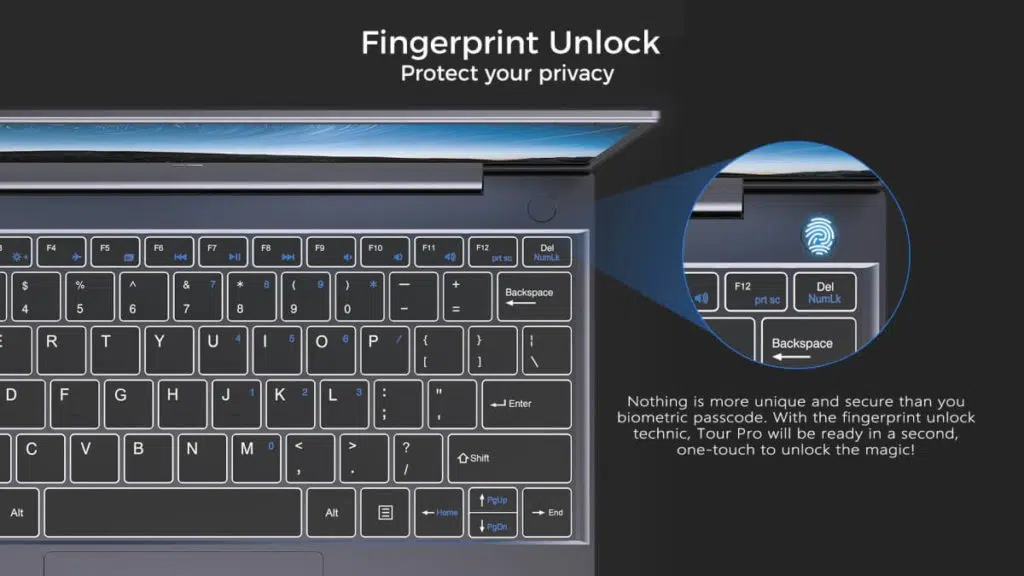 Fingerprint Unlock
Protect your privacy
F4 F5 F6 F7 F8 F9 F10 F11 F12 prt sc Del NumLk
$ 4 % 5 ^ 6 & 7 7 * 8 8 ( 9 9 ) 0 * — - + = Backspace
R T Y U 4 I 5 O 6 P / { [ } ] ¦ \
D F G H J 1 K 2 L 3 : ; " ' Enter
C V B N M 0 < , > . ? / Shift
Alt Alt Home PgUp PgDn End
F12 prt sc Del NumLk
Backspace
Nothing is more unique and secure than you
biometric passcode. With the fingerprint unlock
technic, Tour Pro will be ready in a second,
one-touch to unlock the magic!